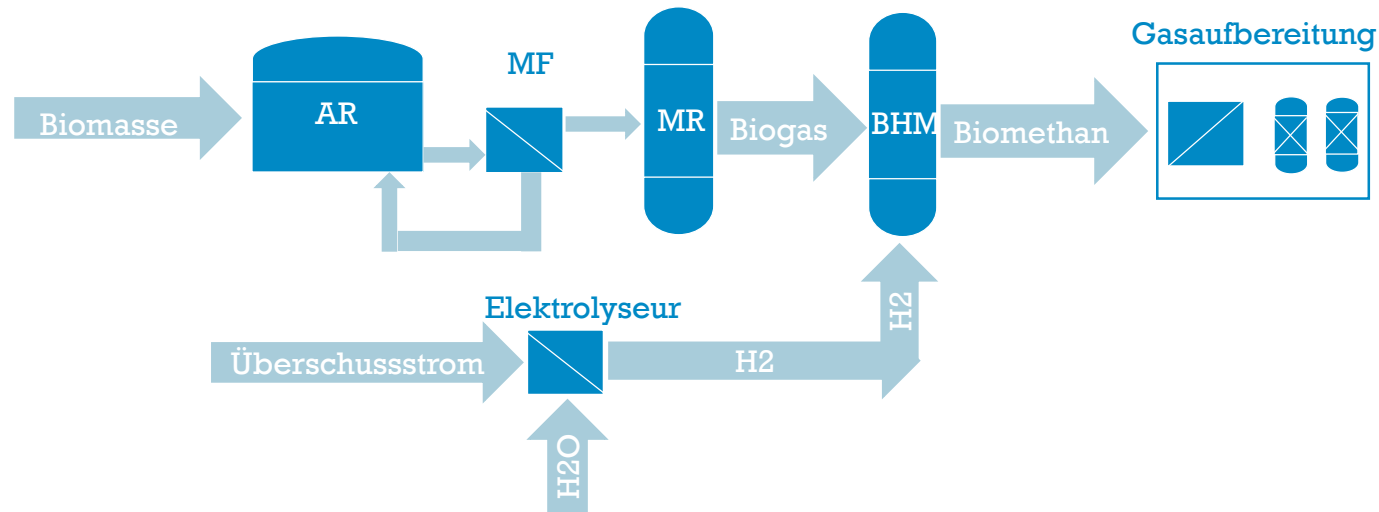 Gasaufbereitung
MF
Biomasse
AR
MR
Biogas
BHM
Biomethan
Elektrolyseur
H2
Überschussstrom
H2
H2O